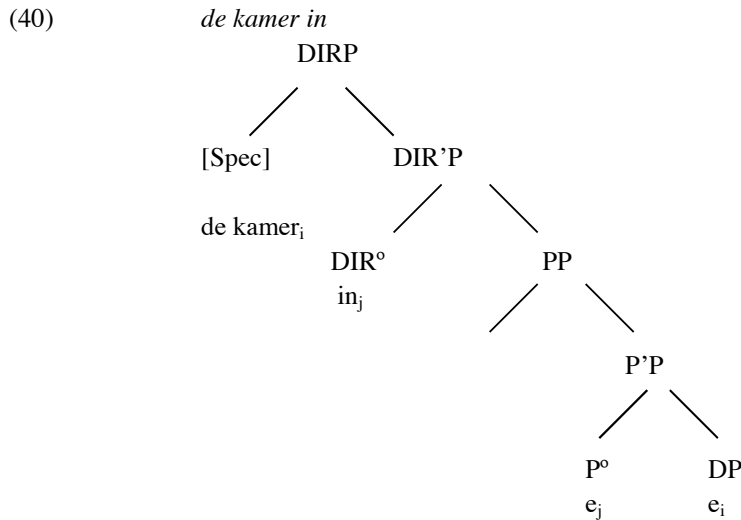 (40) de kamer in
DIRP
[Spec] DIR’P
de kamerᵢ
DIRº PP
inⱼ
P’P
Pº DP
eⱼ eᵢ